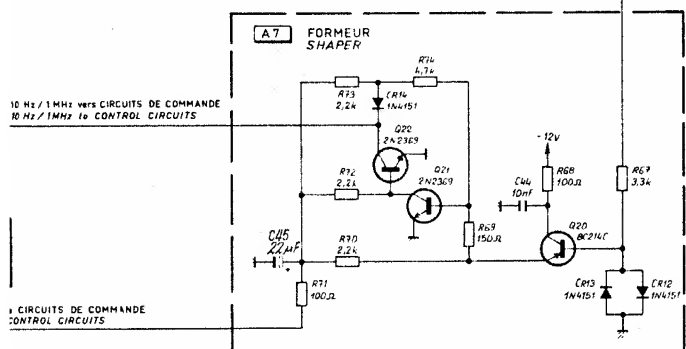 A7 FORMEUR
SHAPER
R74
4,7k
R73
2,2k
CR14
1N4151
10 Hz / 1 MHz vers CIRCUITS DE COMMANDE
10 Hz / 1MHz to CONTROL CIRCUITS
Q22
2N2369
-12V
Q21
2N2369
R72
2,2k
C44
10nF
R68
100Ω
R67
3,3k
R69
150Ω
Q20
BC214C
C45
22µF
R70
2,2k
R71
100Ω
CR13
1N4151
CR12
1N4151
CIRCUITS DE COMMANDE
CONTROL CIRCUITS